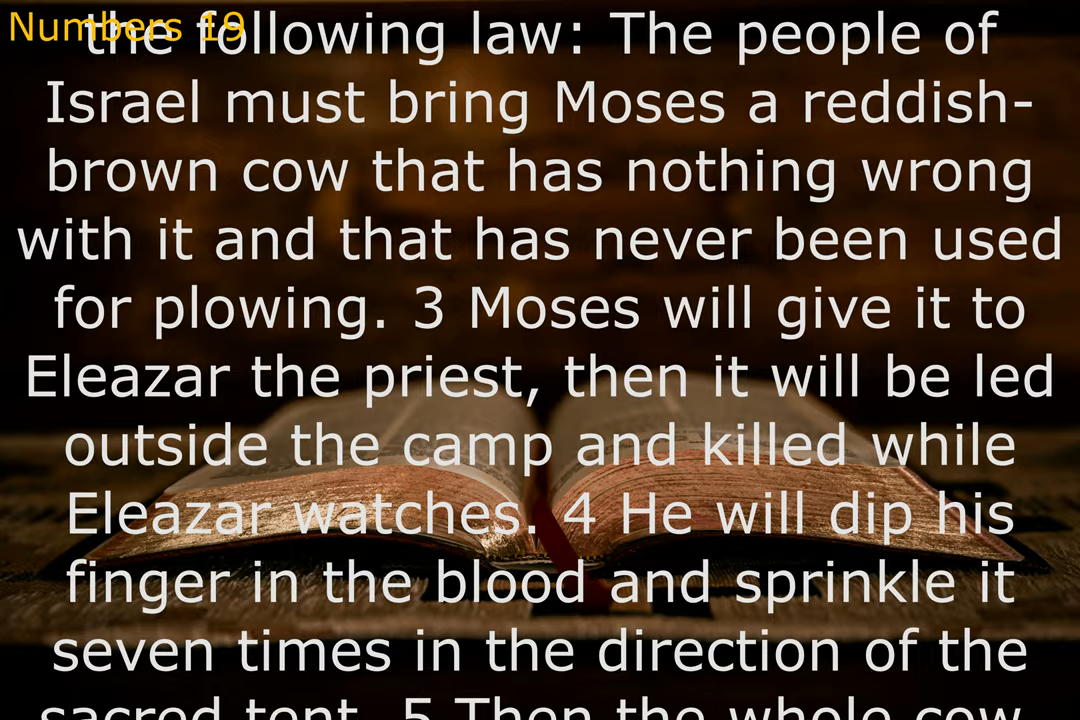 Numbers 19
the following law: The people of
Israel must bring Moses a reddish-
brown cow that has nothing wrong
with it and that has never been used
for plowing. 3 Moses will give it to
Eleazar the priest, then it will be led
outside the camp and killed while
Eleazar watches. 4 He will dip his
finger in the blood and sprinkle it
seven times in the direction of the
sacred tent. 5 Then the whole cow